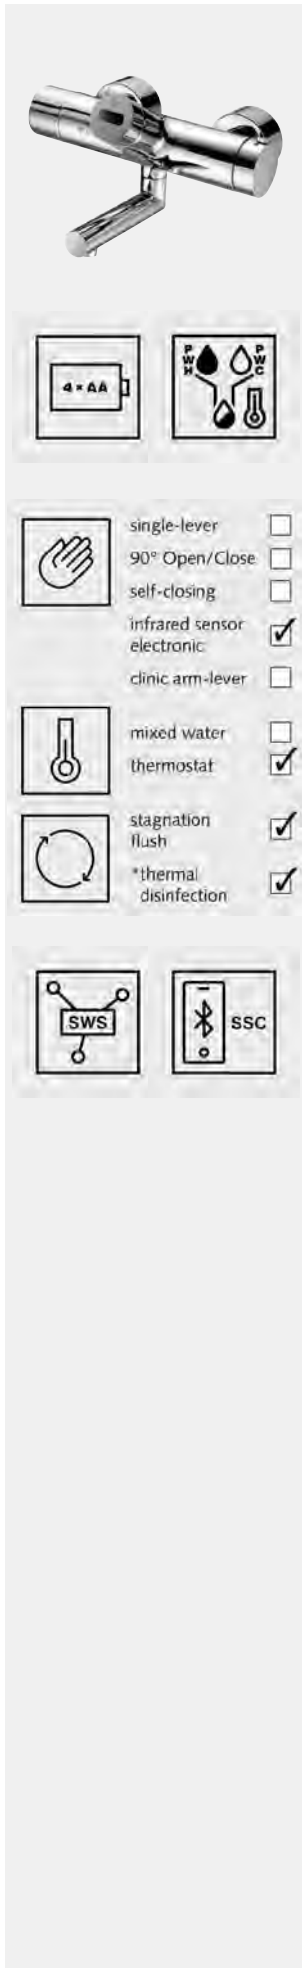 4×AA
PWH
PWC
single-lever
90° Open/Close
self-closing
infrared sensor
electronic
clinic arm-lever
mixed water
thermostat
stagnation
flush
*thermal
disinfection
SWS
SSC